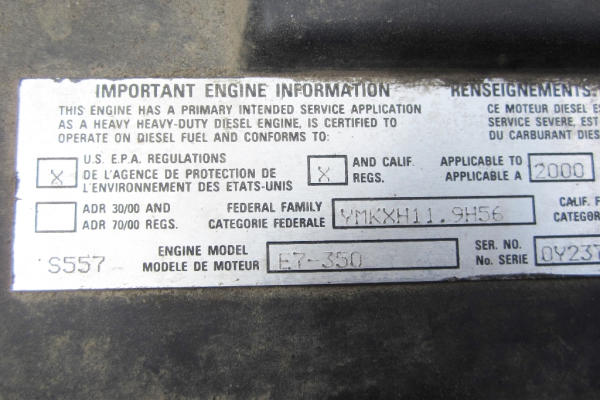 IMPORTANT ENGINE INFORMATION RENSEIGNEMENTS
THIS ENGINE HAS A PRIMARY INTENDED SERVICE APPLICATION CE MOTEUR DIESEL ES
AS A HEAVY HEAVY-DUTY DIESEL ENGINE, IS CERTIFIED TO SERVICE SEVERE, EST
OPERATE ON DIESEL FUEL AND CONFORMS TO: DU CARBURANT DIES
X U.S. E.P.A. REGULATIONS
DE L'AGENCE DE PROTECTION DE
L'ENVIRONNEMENT DES ETATS-UNIS
X AND CALIF.
REGS.
APPLICABLE TO
APPLICABLE A
2000
ADR 30/00 AND
ADR 70/00 REGS.
FEDERAL FAMILY
CATEGORIE FEDERALE
YMKXH11.9H56
CALIF. F
CATEGOR
S557
ENGINE MODEL
MODELE DE MOTEUR
E7-350
SER. NO.
No. SERIE
0Y237